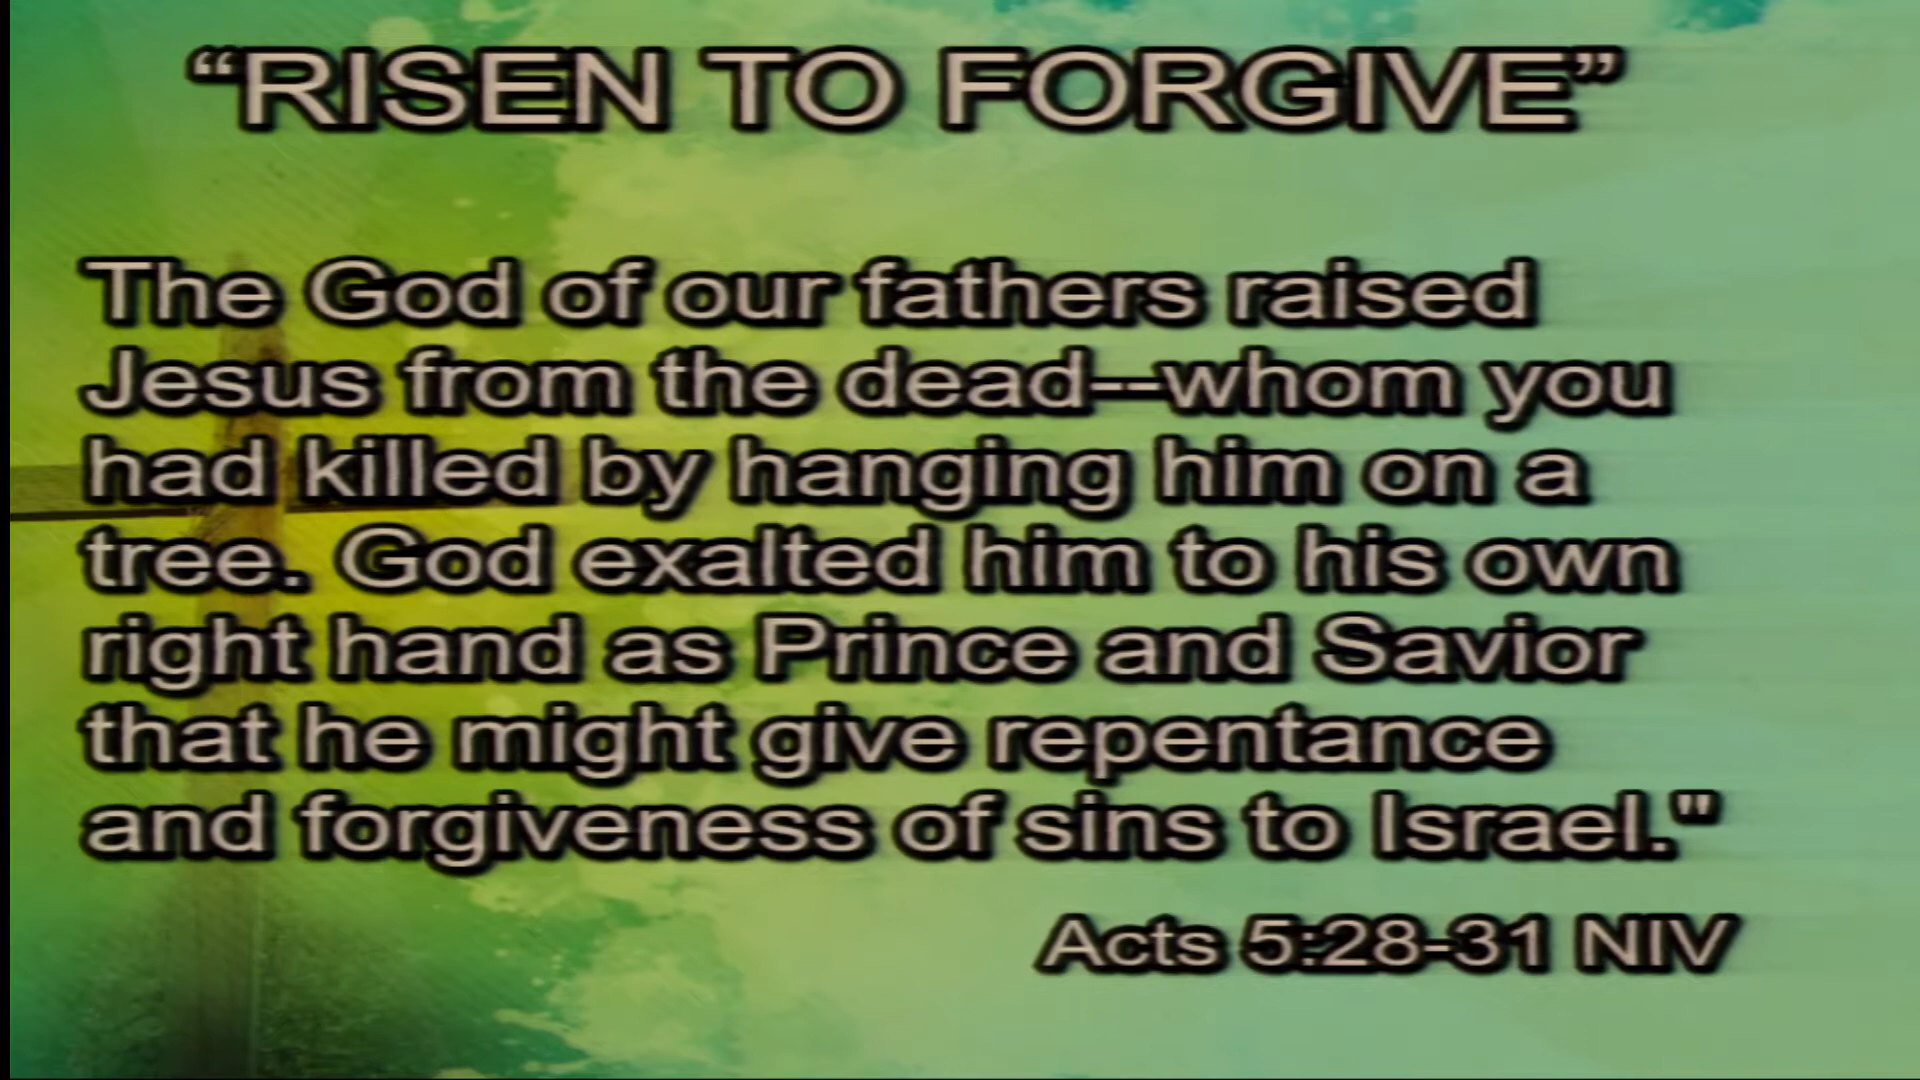 “RISEN TO FORGIVE”
The God of our fathers raised
Jesus from the dead--whom you
had killed by hanging him on a
tree. God exalted him to his own
right hand as Prince and Savior
that he might give repentance
and forgiveness of sins to Israel."
Acts 5:28-31 NIV